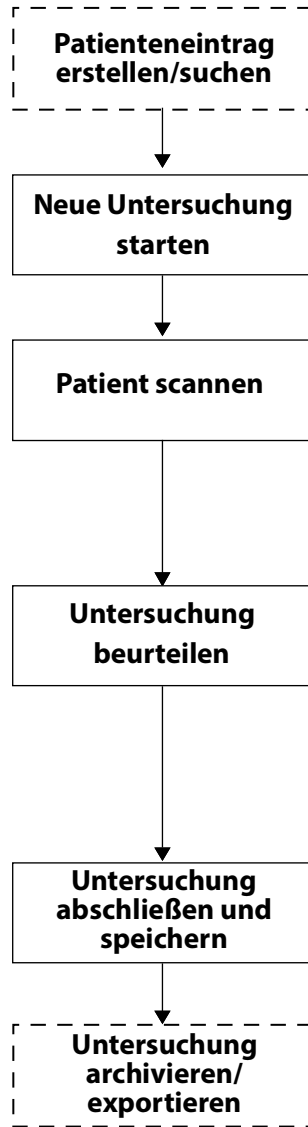 Patienteneintrag
erstellen/suchen
Neue Untersuchung
starten
Patient scannen
Untersuchung
beurteilen
Untersuchung
abschließen und
speichern
Untersuchung
archivieren/
exportieren